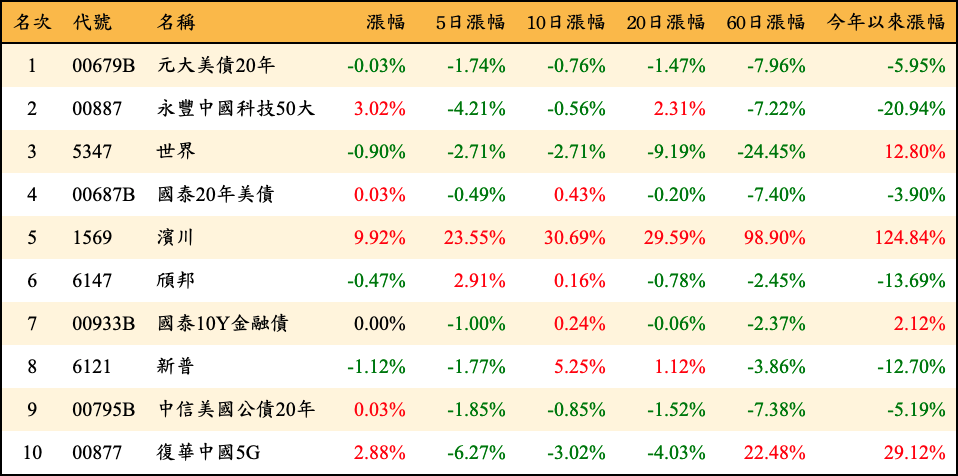 名次 代號 名稱 漲幅 5日漲幅 10日漲幅 20日漲幅 60日漲幅 今年以來漲幅
1 00679B 元大美債20年 -0.03% -1.74% -0.76% -1.47% -7.96% -5.95%
2 00887 永豐中國科技50大 3.02% -4.21% -0.56% 2.31% -7.22% -20.94%
3 5347 世界 -0.90% -2.71% -2.71% -9.19% -24.45% 12.80%
4 00687B 國泰20年美債 0.03% -0.49% 0.43% -0.20% -7.40% -3.90%
5 1569 濱川 9.92% 23.55% 30.69% 29.59% 98.90% 124.84%
6 6147 頎邦 -0.47% 2.91% 0.16% -0.78% -2.45% -13.69%
7 00933B 國泰10Y金融債 0.00% -1.00% 0.24% -0.06% -2.37% 2.12%
8 6121 新普 -1.12% -1.77% 5.25% 1.12% -3.86% -12.70%
9 00795B 中信美國公債20年 0.03% -1.85% -0.85% -1.52% -7.38% -5.19%
10 00877 復華中國5G 2.88% -6.27% -3.02% -4.03% 22.48% 29.12%